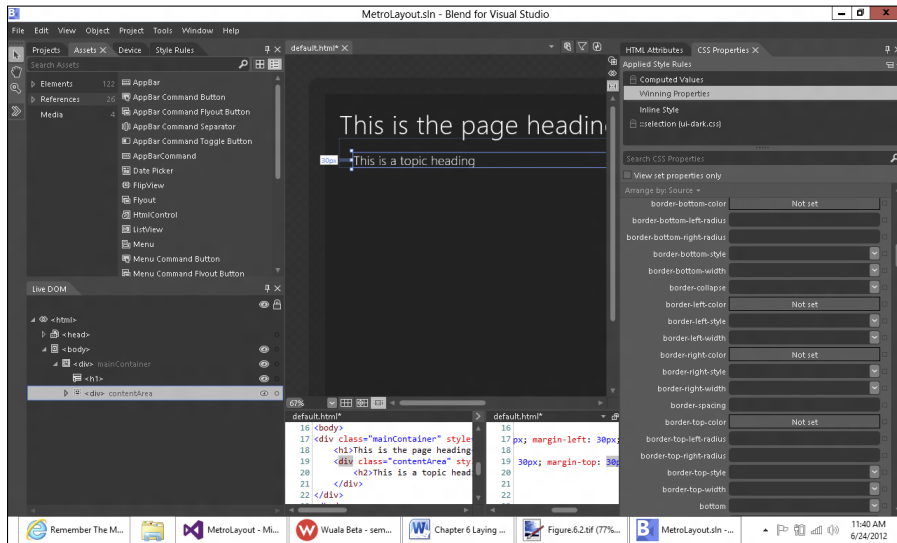 MetroLayout.sln - Blend for Visual Studio
File Edit View Object Project Tools Window Help
Projects Assets × Device Style Rules
Search Assets
Elements 122
References 26
Media 4
AppBar
AppBar Command Button
AppBar Command Flyout Button
AppBar Command Separator
AppBar Command Toggle Button
AppBarCommand
Date Picker
FlipView
Flyout
HtmlControl
ListView
Menu
Menu Command Button
Menu Command Flyout Button
Live DOM
<html>
<head>
<body>
<div> mainContainer
<h1>
<div> contentArea
default.html* ×
This is the page headin
30px
This is a topic heading
67%
default.html*
16 <body>
17 <div class="mainContainer" style
18 <h1>This is the page heading
19 <div class="contentArea" sty
20 <h2>This is a topic head
21 </div>
22 </div>
default.html*
16
17 px; margin-left: 30px;
18
19 30px; margin-top: 30p
20
21
22
HTML Attributes CSS Properties ×
Applied Style Rules
Computed Values
Winning Properties
Inline Style
::selection (ui-dark.css)
Search CSS Properties
View set properties only
Arrange by: Source
border-bottom-color Not set
border-bottom-left-radius
border-bottom-right-radius
border-bottom-style
border-bottom-width
border-collapse
border-left-color Not set
border-left-style
border-left-width
border-right-color Not set
border-right-style
border-right-width
border-spacing
border-top-color Not set
border-top-left-radius
border-top-right-radius
border-top-style
border-top-width
bottom
Remember The M...
MetroLayout - Mi...
Wuala Beta - sem...
Chapter 6 Laying ...
Figure.6.2.tif (77%...
MetroLayout.sln -...
11:40 AM
6/24/2012